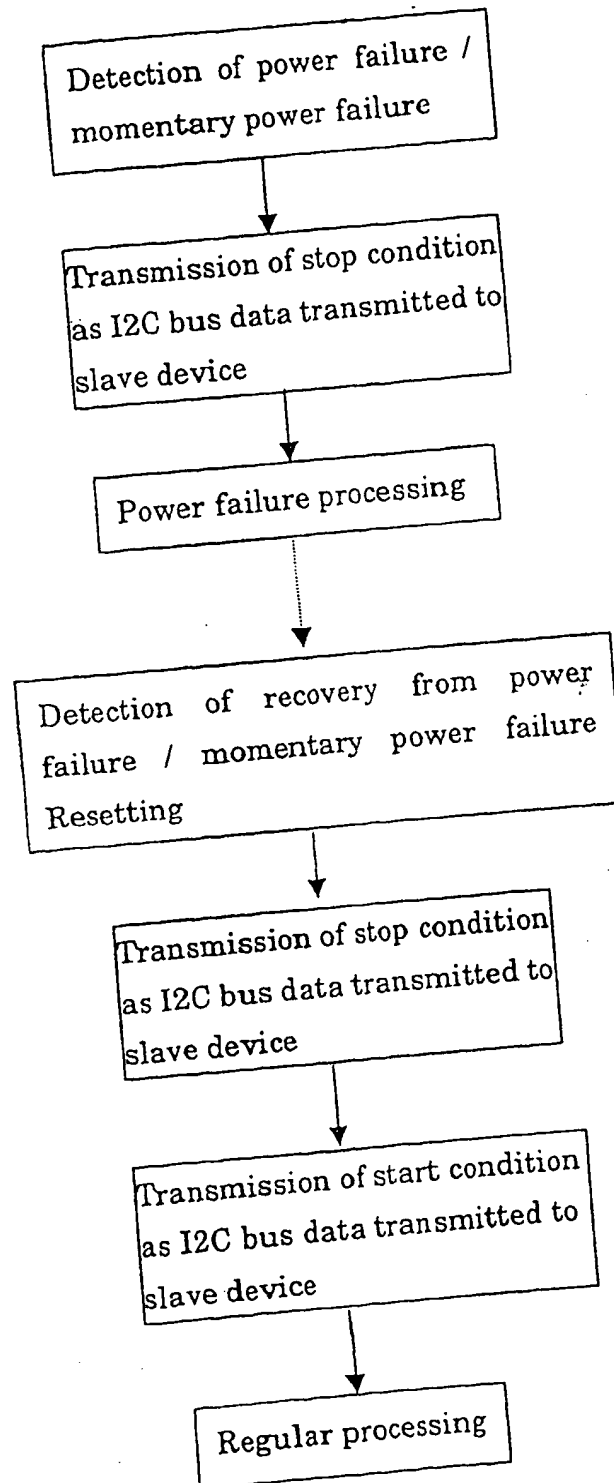 Detection of power failure /
momentary power failure
Transmission of stop condition
as I2C bus data transmitted to
slave device
Power failure processing
Detection of recovery from power
failure / momentary power failure
Resetting
Transmission of stop condition
as I2C bus data transmitted to
slave device
Transmission of start condition
as I2C bus data transmitted to
slave device
Regular processing